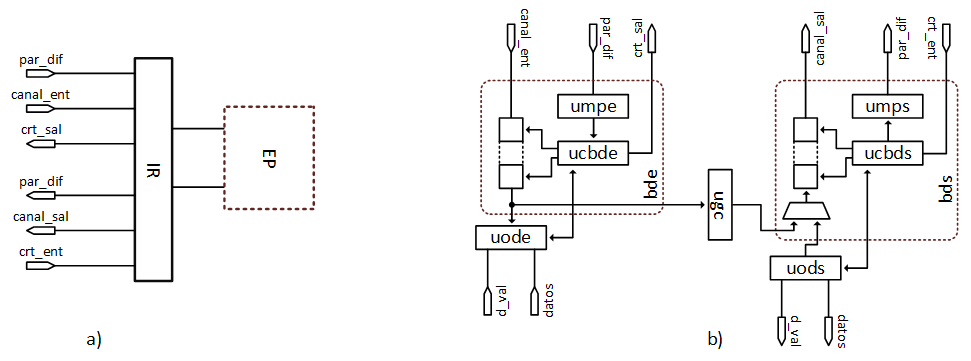 par_dif
canal_ent
crt_sal
par_dif
canal_sal
crt_ent
IR
EP
a)
canal_ent
par_dif
crt_sal
umpe
ucbde
bde
uode
d_val
datos
ugc
canal_sal_
par_dif
crt_ent
umps
ucbds
bds
uods
d_val
datos
b)